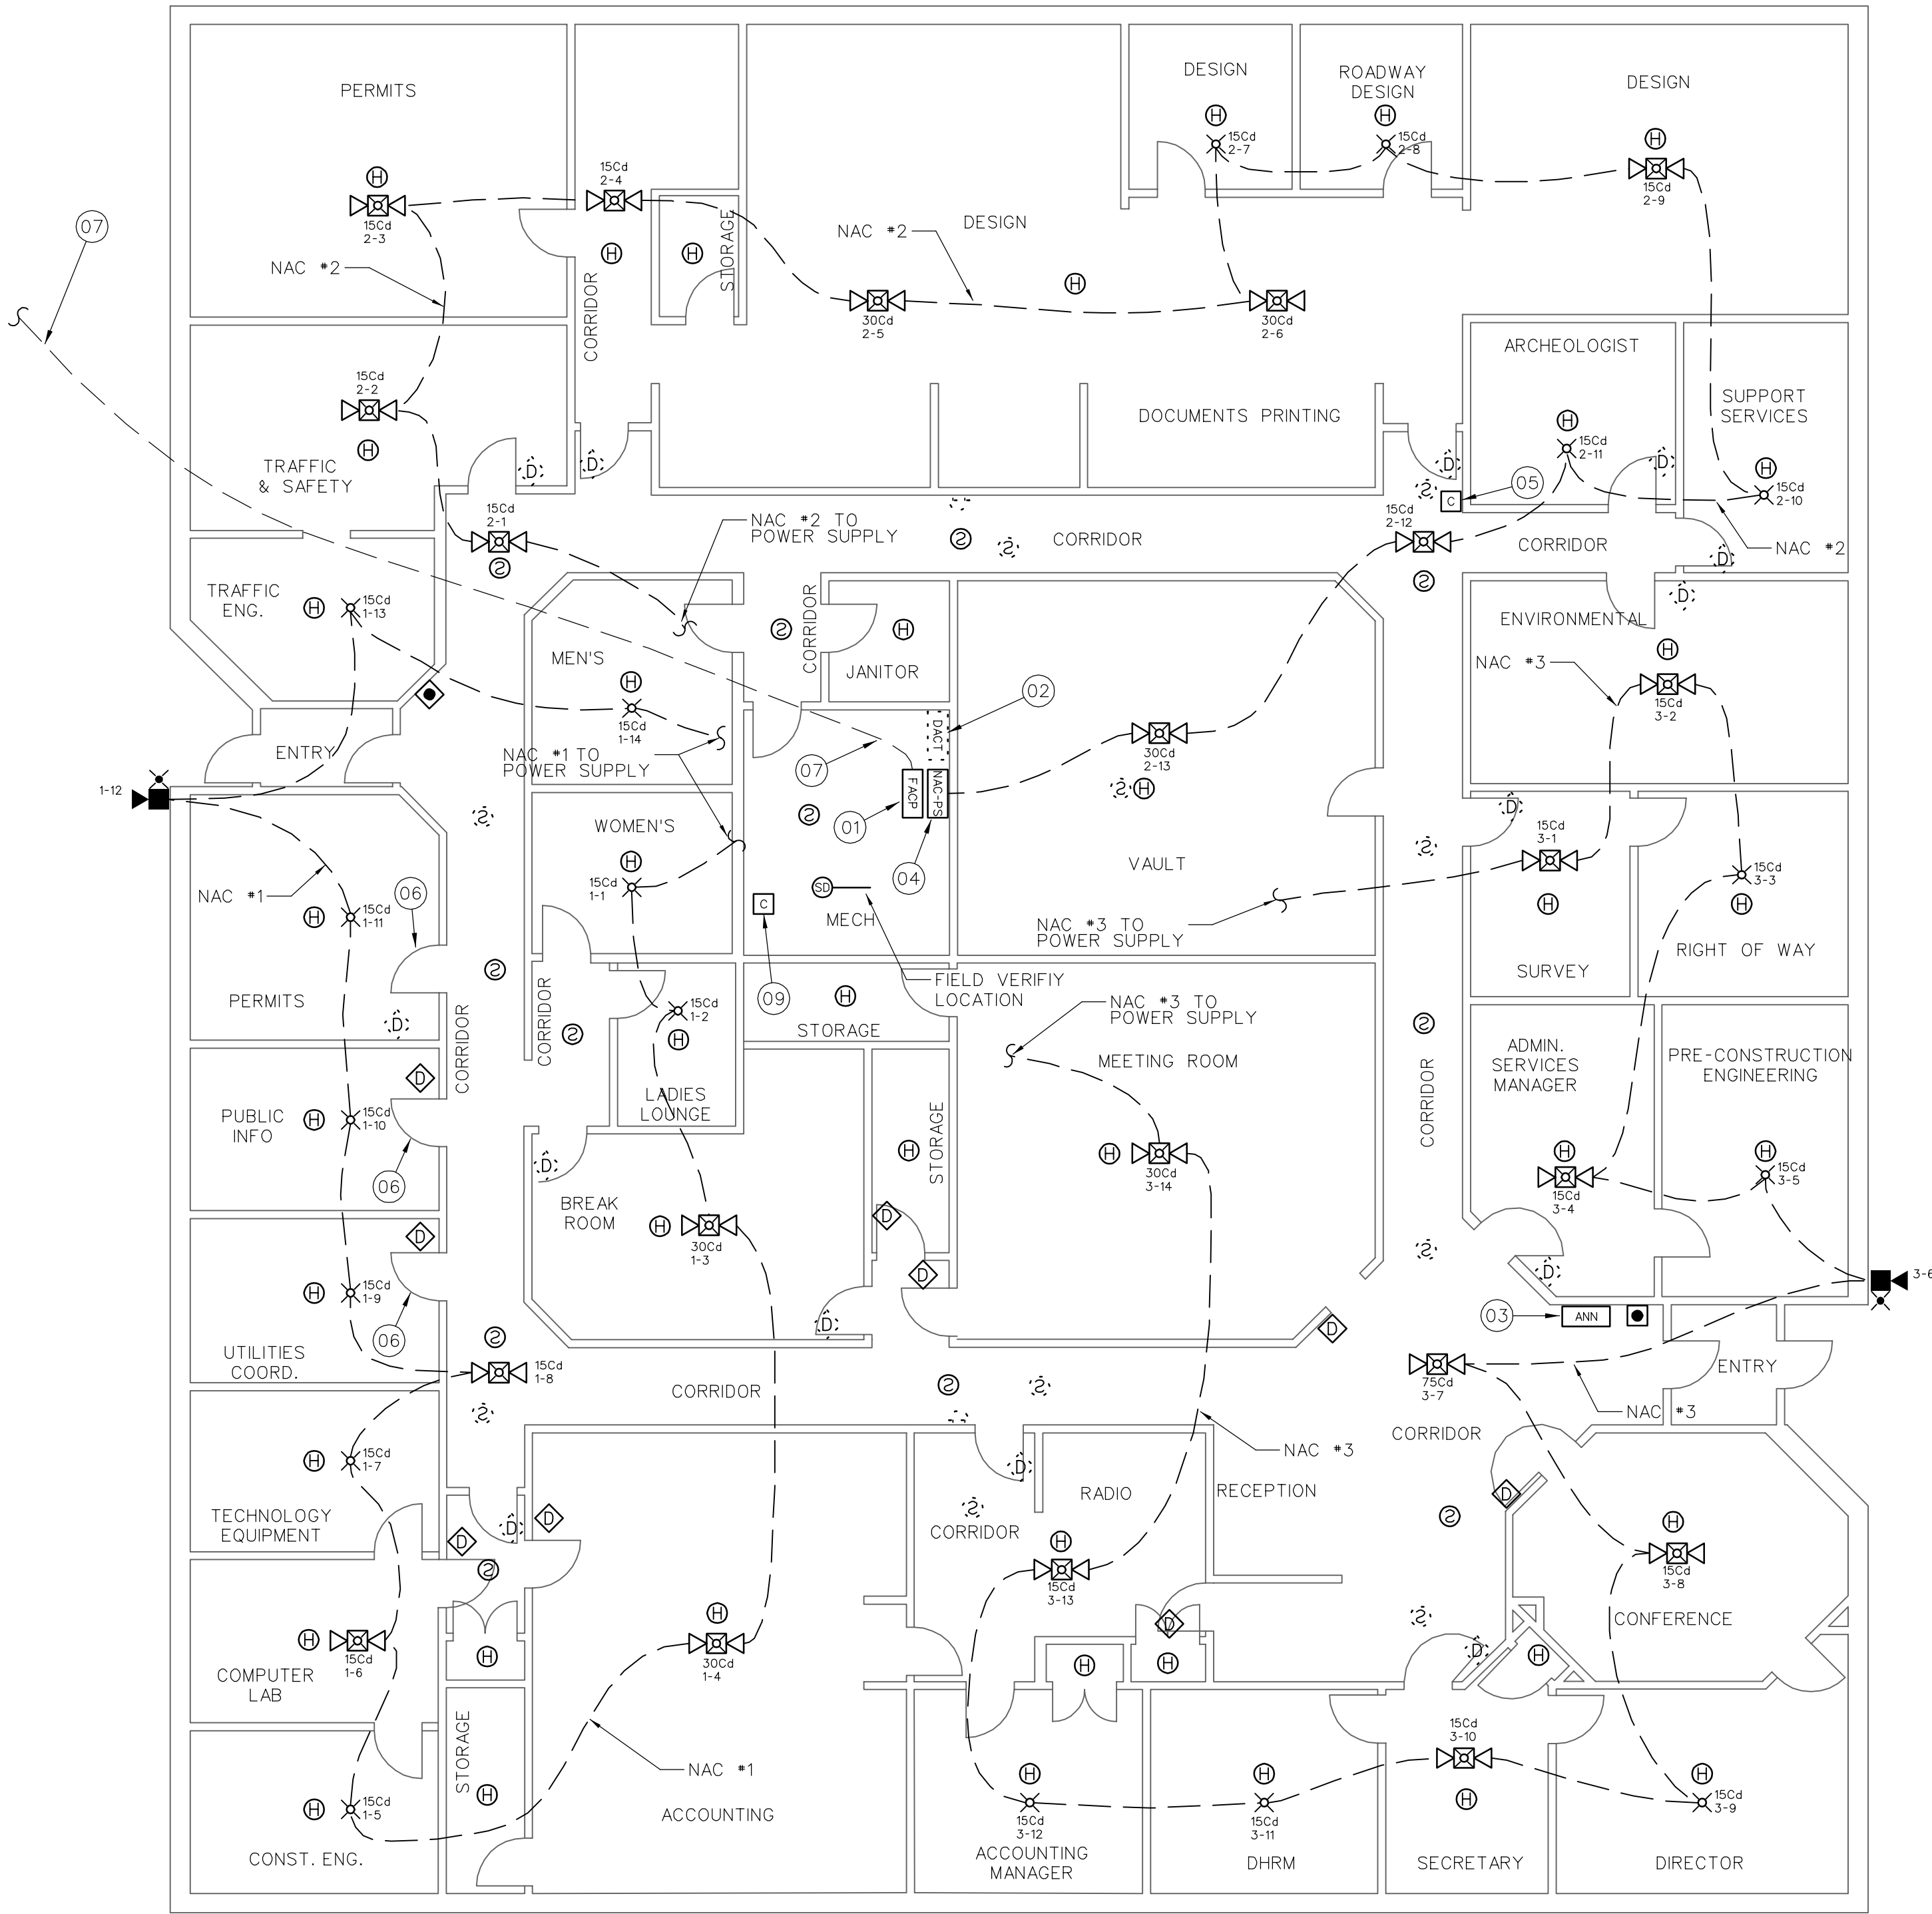 PERMITS
DESIGN
ROADWAY
DESIGN
DESIGN
H
15Cd
2-7
H
15Cd
2-8
H
15Cd
2-9
H
15Cd
2-3
15Cd
2-4
H
H
STORAGE
DESIGN
NAC #2
H
07
NAC #2
CORRIDOR
30Cd
2-5
30Cd
2-6
ARCHEOLOGIST
SUPPORT
SERVICES
15Cd
2-2
H
DOCUMENTS PRINTING
H
15Cd
2-11
H
15Cd
2-10
TRAFFIC
& SAFETY
D
D
D
D
S
C
05
15Cd
2-1
S
NAC #2 TO
POWER SUPPLY
S
S
CORRIDOR
15Cd
2-12
S
CORRIDOR
NAC #2
D
TRAFFIC
ENG.
H
15Cd
1-13
S
CORRIDOR
H
JANITOR
D
ENVIRONMENTAL
MEN'S
H
15Cd
1-14
02
NAC #3
H
15Cd
3-2
ENTRY
NAC #1 TO
POWER SUPPLY
07
DACT
30Cd
2-13
S
H
1-12
FACP
NAC-PS
01
S
S
WOMEN'S
H
D
15Cd
3-1
S
VAULT
04
NAC #1
06
H
15Cd
1-11
15Cd
1-1
SD
C
MECH
NAC #3 TO
POWER SUPPLY
H
15Cd
3-3
H
RIGHT OF WAY
SURVEY
PERMITS
S
FIELD VERIFIY
LOCATION
09
H
STORAGE
NAC #3 TO
POWER SUPPLY
D
CORRIDOR
CORRIDOR
S
15Cd
1-2
H
S
MEETING ROOM
ADMIN.
SERVICES
MANAGER
PRE-CONSTRUCTION
ENGINEERING
D
PUBLIC
INFO
H
15Cd
1-10
LADIES
LOUNGE
H
STORAGE
H
30Cd
3-14
CORRIDOR
H
15Cd
3-4
H
15Cd
3-5
06
D
BREAK
ROOM
H
30Cd
1-3
D
D
D
S
D
3-6
H
15Cd
1-9
06
UTILITIES
COORD.
S
D
D
03
ANN
15Cd
1-8
CORRIDOR
S
S
75Cd
3-7
ENTRY
S
NAC #3
CORRIDOR
H
15Cd
1-7
NAC #3
D
RADIO
RECEPTION
D
TECHNOLOGY
EQUIPMENT
D
D
D
S
CORRIDOR
S
H
15Cd
3-13
H
15Cd
3-8
S
H
15Cd
1-6
COMPUTER
LAB
H
H
30Cd
1-4
D
H
H
S
CONFERENCE
D
H
STORAGE
H
NAC #1
15Cd
3-10
H
H
15Cd
1-5
H
15Cd
3-12
H
15Cd
3-11
H
15Cd
3-9
ACCOUNTING
CONST. ENG.
ACCOUNTING
MANAGER
DHRM
SECRETARY
DIRECTOR